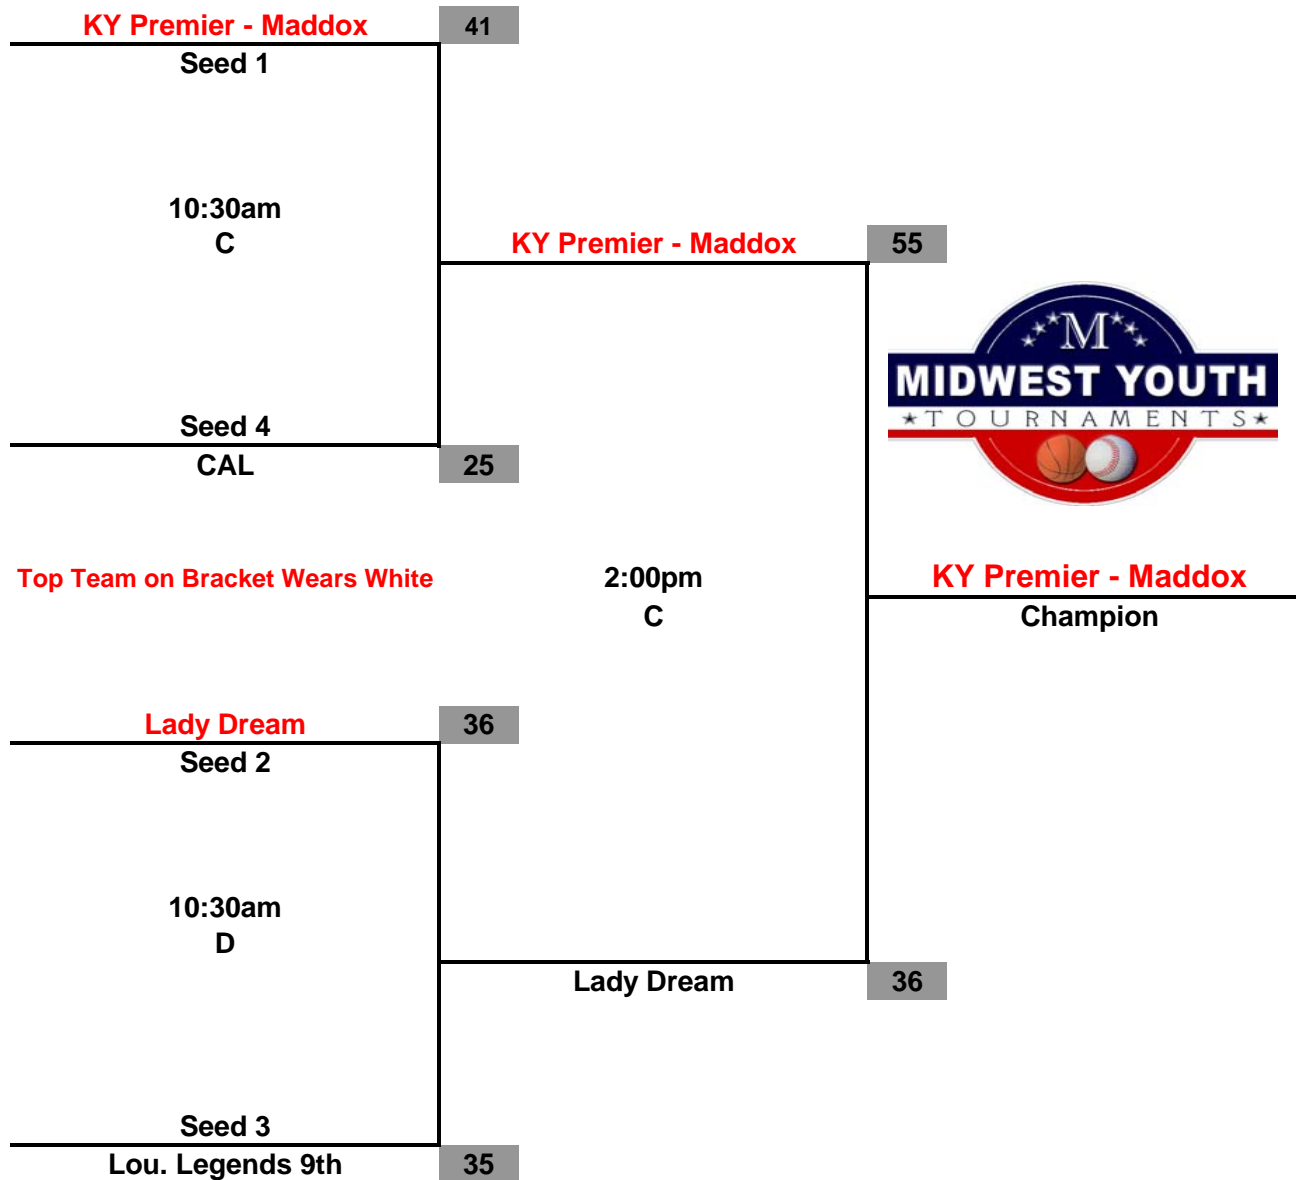 KY Premier - Maddox 41
Seed 1
10:30am
C
KY Premier - Maddox 55
M
MIDWEST YOUTH
★TOURNAMENTS★
Seed 4
CAL 25
Top Team on Bracket Wears White
2:00pm
C
KY Premier - Maddox
Champion
Lady Dream 36
Seed 2
10:30am
D
Lady Dream 36
Seed 3
Lou. Legends 9th 35